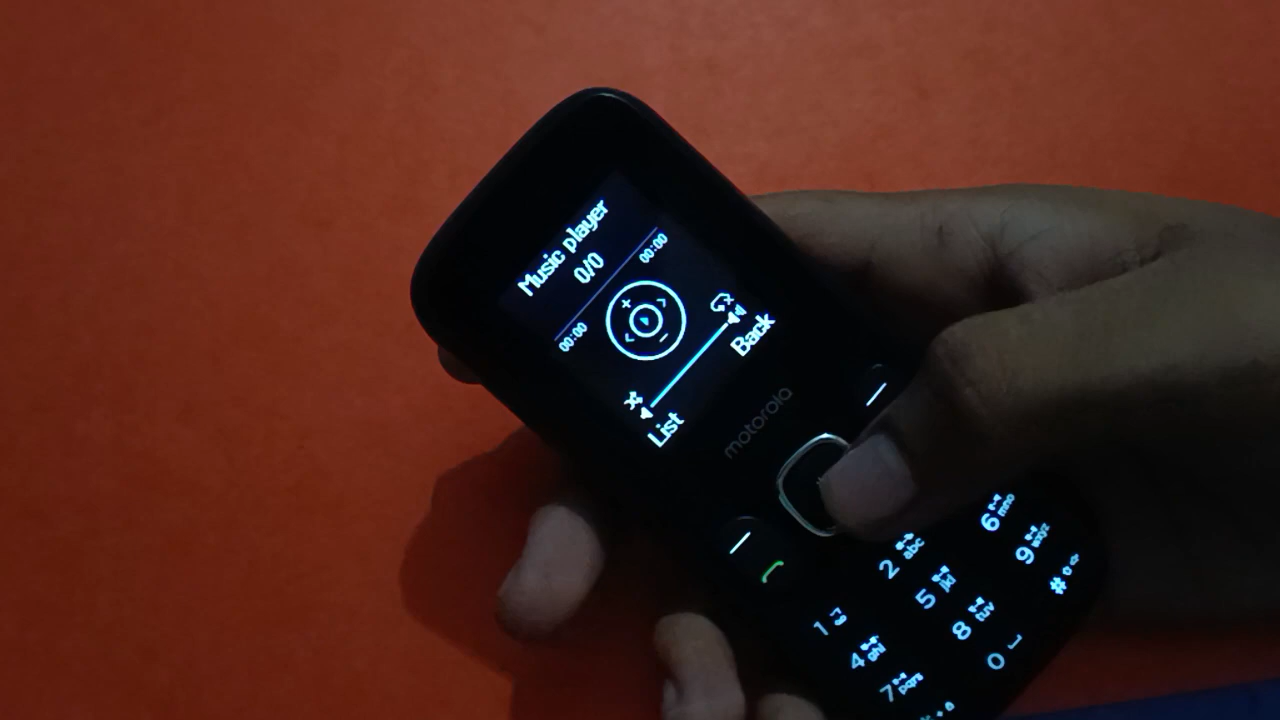 Music player
0/0
00:00
00:00
List
Back
motorola
1
2 abc
4 ghi
5 jkl
6 mno
7 pqrs
8 tuv
9 wxyz
0
#